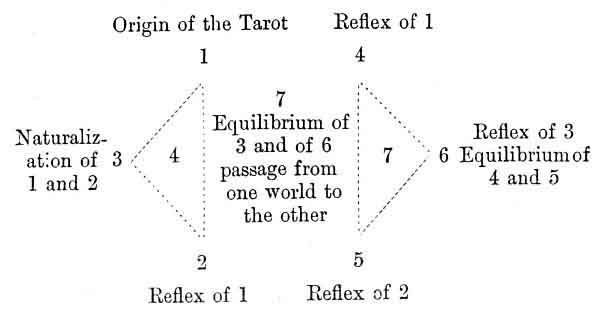 Origin of the Tarot
1
Reflex of 1
4
Naturaliz-
ation of
1 and 2
3
4
7
Equilibrium of
3 and of 6
passage from
one world to
the other
7
6
Reflex of 3
Equilibrium of
4 and 5
2
Reflex of 1
5
Reflex of 2